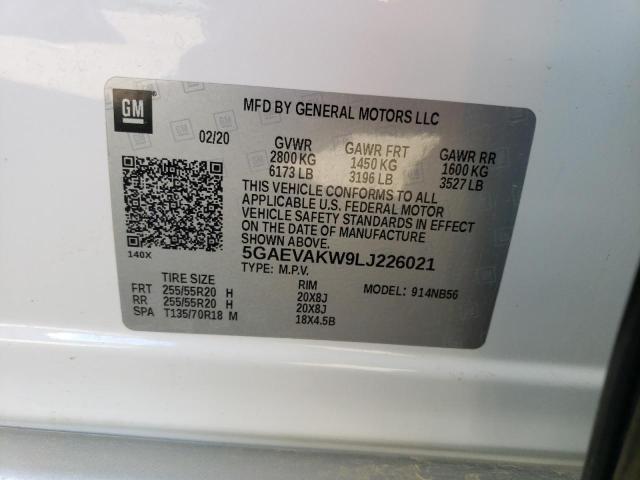 GM
MFD BY GENERAL MOTORS LLC
02/20 GVWR GAWR FRT GAWR RR
2800 KG 1450 KG 1600 KG
6173 LB 3196 LB 3527 LB
THIS VEHICLE CONFORMS TO ALL
APPLICABLE U.S. FEDERAL MOTOR
VEHICLE SAFETY STANDARDS IN EFFECT
ON THE DATE OF MANUFACTURE
SHOWN ABOVE.
140X
5GAEVAKW9LJ226021
TYPE: M.P.V. MODEL: 914NB56
TIRE SIZE RIM
FRT 255/55R20 H 20X8J
RR 255/55R20 H 20X8J
SPA T135/70R18 M 18X4.5B